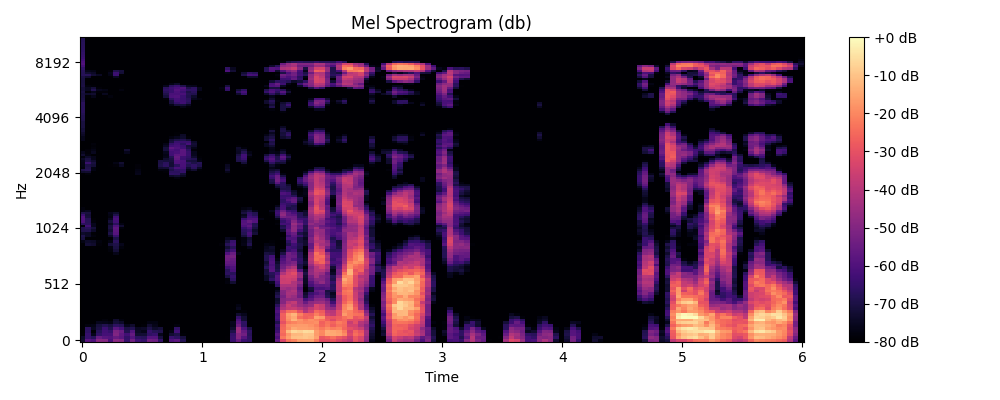 Mel Spectrogram (db)
Hz
8192
4096
2048
1024
512
0
0 1 2 3 4 5 6
Time
+0 dB
-10 dB
-20 dB
-30 dB
-40 dB
-50 dB
-60 dB
-70 dB
-80 dB